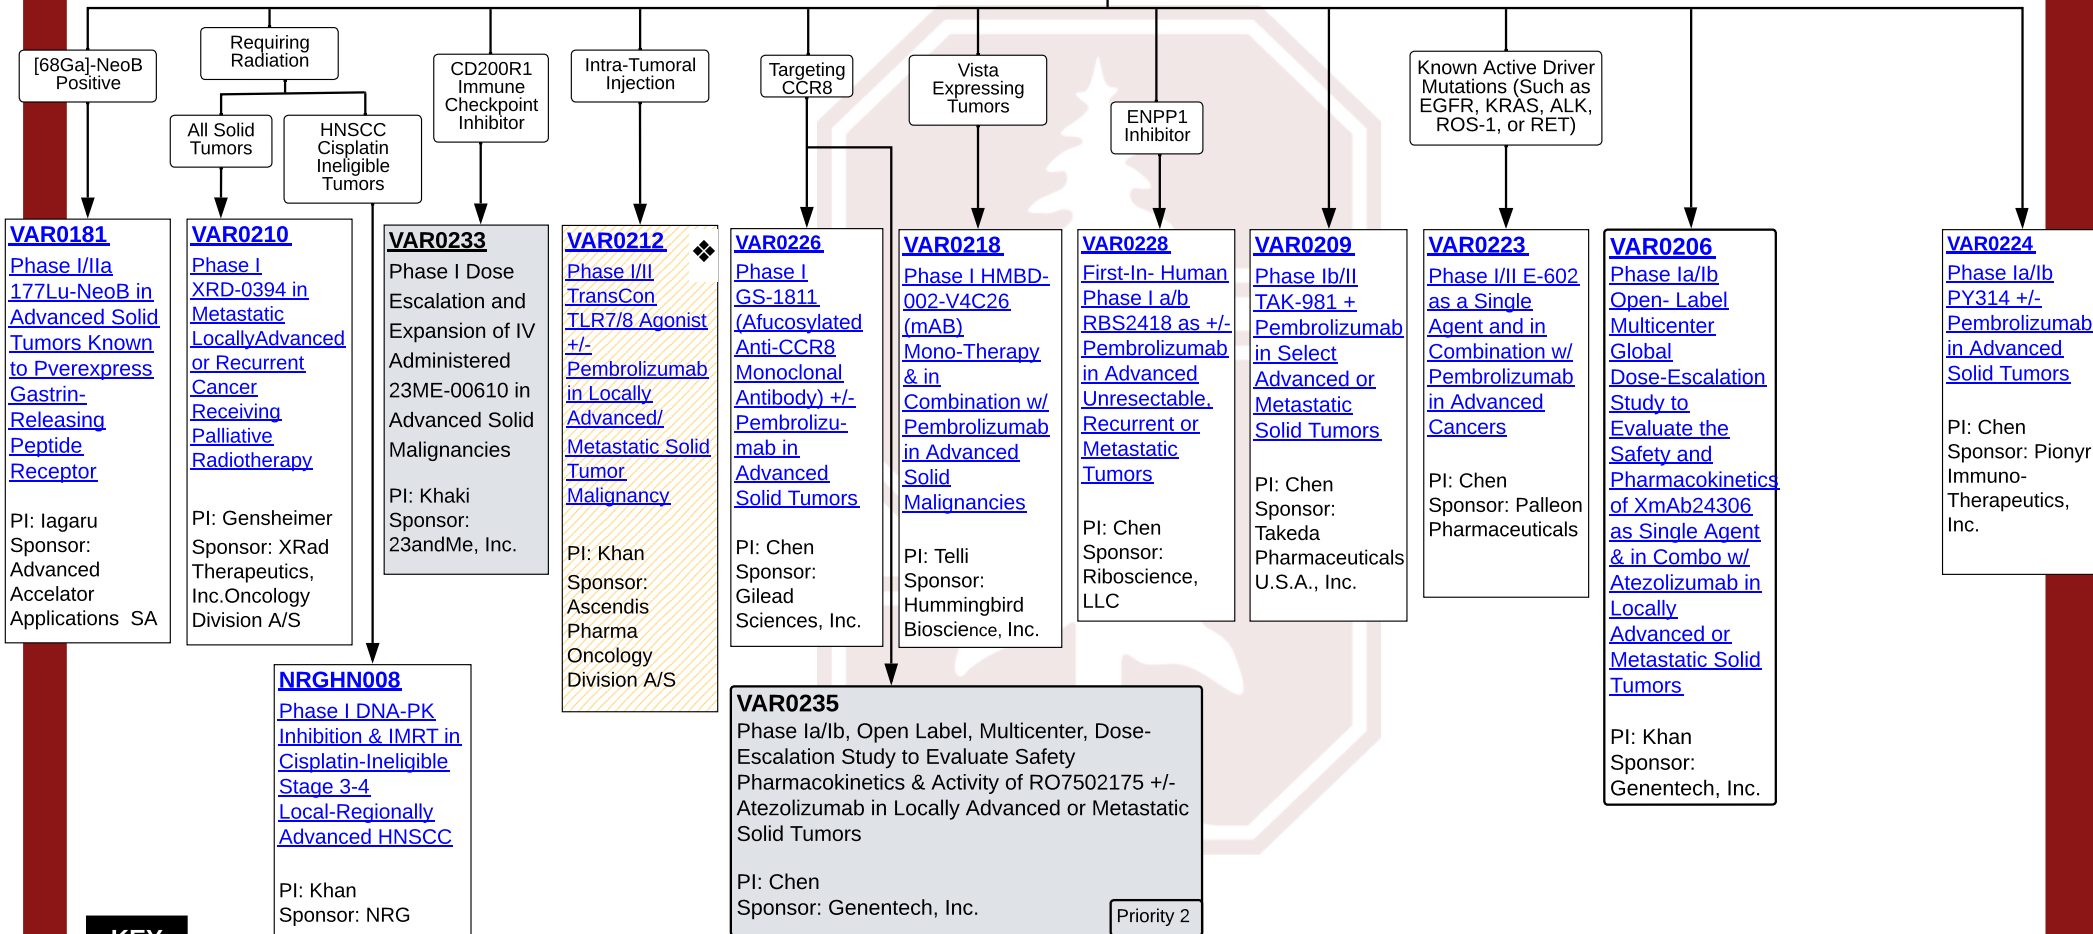 [68Ga]-NeoB
Positive
Requiring
Radiation
All Solid
Tumors
HNSCC
Cisplatin
Ineligible
Tumors
CD200R1
Immune
Checkpoint
Inhibitor
Intra-Tumoral
Injection
Targeting
CCR8
Vista
Expressing
Tumors
ENPP1
Inhibitor
Known Active Driver
Mutations (Such as
EGFR, KRAS, ALK,
ROS-1, or RET)
VAR0181
Phase I/IIa
177Lu-NeoB in
Advanced Solid
Tumors Known
to Pverexpress
Gastrin-
Releasing
Peptide
Receptor
PI: Iagaru
Sponsor:
Advanced
Accelator
Applications SA
VAR0210
Phase I
XRD-0394 in
Metastatic
LocallyAdvanced
or Recurrent
Cancer
Receiving
Palliative
Radiotherapy
PI: Gensheimer
Sponsor: XRad
Therapeutics,
Inc.Oncology
Division A/S
NRGHN008
Phase I DNA-PK
Inhibition & IMRT in
Cisplatin-Ineligible
Stage 3-4
Local-Regionally
Advanced HNSCC
PI: Khan
Sponsor: NRG
VAR0233
Phase I Dose
Escalation and
Expansion of IV
Administered
23ME-00610 in
Advanced Solid
Malignancies
PI: Khaki
Sponsor:
23andMe, Inc.
VAR0212 ❖
Phase I/II
TransCon
TLR7/8 Agonist
+/-
Pembrolizumab
in Locally
Advanced/
Metastatic Solid
Tumor
Malignancy
PI: Khan
Sponsor:
Ascendis
Pharma
Oncology
Division A/S
VAR0226
Phase I
GS-1811
(Afucosylated
Anti-CCR8
Monoclonal
Antibody) +/-
Pembrolizu-
mab in
Advanced
Solid Tumors
PI: Chen
Sponsor:
Gilead
Sciences, Inc.
VAR0235
Phase Ia/Ib, Open Label, Multicenter, Dose-
Escalation Study to Evaluate Safety
Pharmacokinetics & Activity of RO7502175 +/-
Atezolizumab in Locally Advanced or Metastatic
Solid Tumors
PI: Chen
Sponsor: Genentech, Inc.
Priority 2
VAR0218
Phase I HMBD-
002-V4C26
(mAB)
Mono-Therapy
& in
Combination w/
Pembrolizumab
in Advanced
Solid
Malignancies
PI: Telli
Sponsor:
Hummingbird
Bioscience, Inc.
VAR0228
First-In- Human
Phase I a/b
RBS2418 as +/-
Pembrolizumab
in Advanced
Unresectable,
Recurrent or
Metastatic
Tumors
PI: Chen
Sponsor:
Riboscience,
LLC
VAR0209
Phase Ib/II
TAK-981 +
Pembrolizumab
in Select
Advanced or
Metastatic
Solid Tumors
PI: Chen
Sponsor:
Takeda
Pharmaceuticals
U.S.A., Inc.
VAR0223
Phase I/II E-602
as a Single
Agent and in
Combination w/
Pembrolizumab
in Advanced
Cancers
PI: Chen
Sponsor: Palleon
Pharmaceuticals
VAR0206
Phase Ia/Ib
Open- Label
Multicenter
Global
Dose-Escalation
Study to
Evaluate the
Safety and
Pharmacokinetics
of XmAb24306
as Single Agent
& in Combo w/
Atezolizumab in
Locally
Advanced or
Metastatic Solid
Tumors
PI: Khan
Sponsor:
Genentech, Inc.
VAR0224
Phase Ia/Ib
PY314 +/-
Pembrolizumab
in Advanced
Solid Tumors
PI: Chen
Sponsor: Pionyr
Immuno-
Therapeutics,
Inc.
KEY